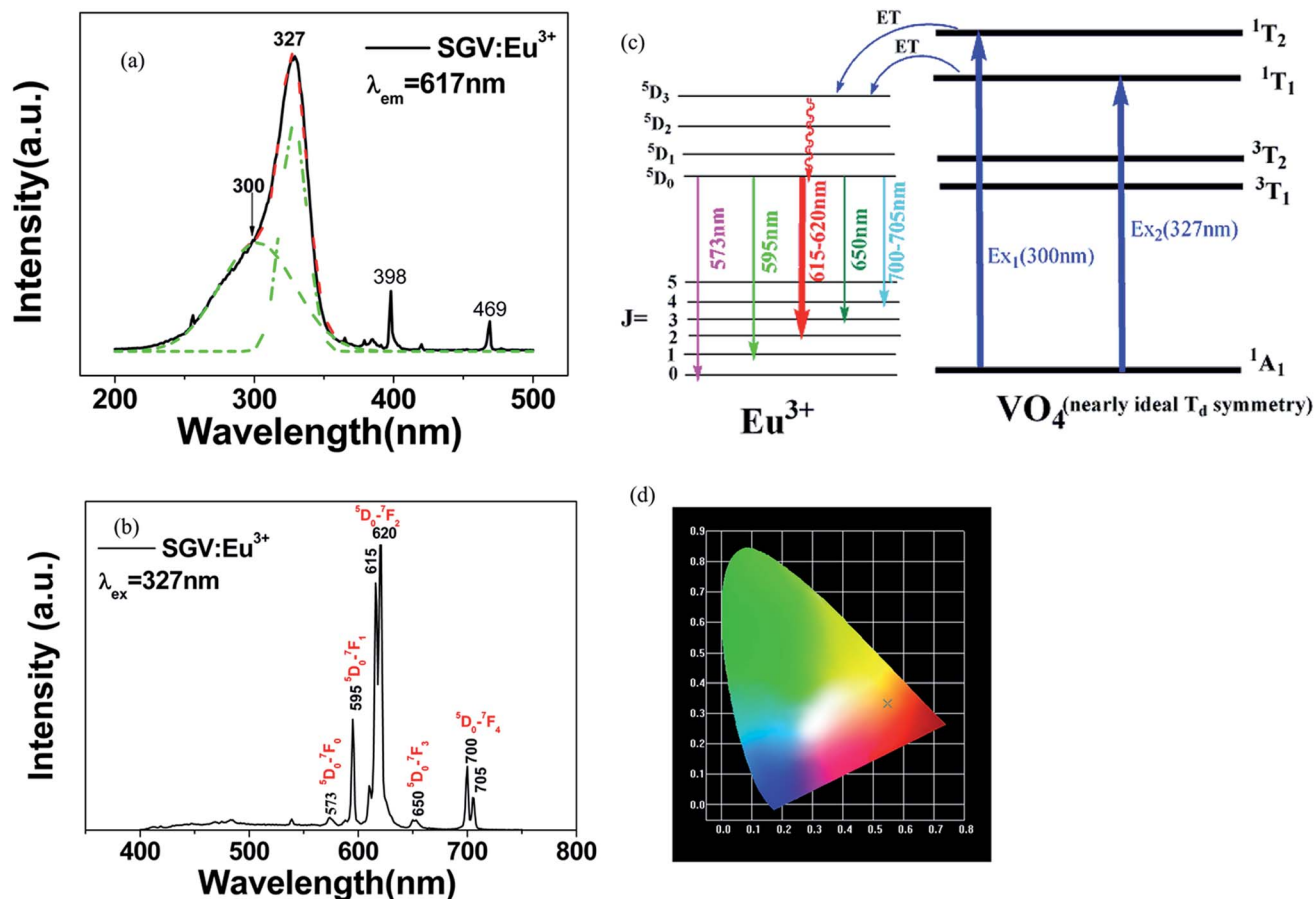 (a)
327
SGV:Eu³⁺
λem=617nm
300
398
469
Intensity(a.u.)
200 300 400 500
Wavelength(nm)
(c)
ET
ET
¹T₂
¹T₁
³T₂
³T₁
¹A₁
⁵D₃
⁵D₂
⁵D₁
⁵D₀
573nm
595nm
615-620nm
650nm
700-705nm
Ex₁(300nm)
Ex₂(327nm)
J=
5
4
3
2
1
0
Eu³⁺
VO₄(nearly ideal Td symmetry)
(b)
SGV:Eu³⁺
λex=327nm
⁵D₀-⁷F₂
615
620
⁵D₀-⁷F₁
595
⁵D₀-⁷F₀
573
⁵D₀-⁷F₃
650
⁵D₀-⁷F₄
700
705
Intensity (a.u.)
400 500 600 700 800
Wavelength(nm)
(d)
0.9
0.8
0.7
0.6
0.5
0.4
0.3
0.2
0.1
0.0
0.0 0.1 0.2 0.3 0.4 0.5 0.6 0.7 0.8